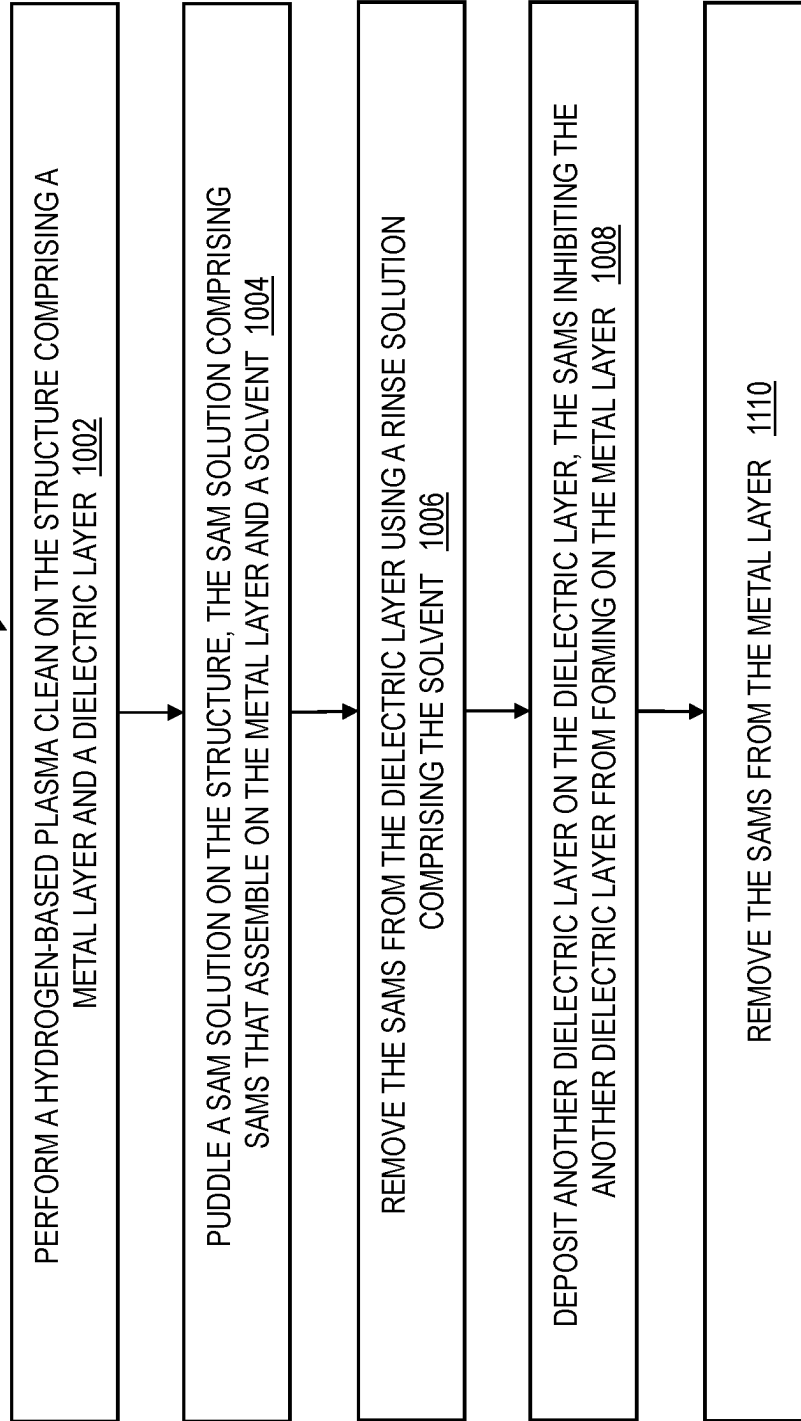 PERFORM A HYDROGEN-BASED PLASMA CLEAN ON THE STRUCTURE COMPRISING A
METAL LAYER AND A DIELECTRIC LAYER 1002
PUDDLE A SAM SOLUTION ON THE STRUCTURE, THE SAM SOLUTION COMPRISING
SAMS THAT ASSEMBLE ON THE METAL LAYER AND A SOLVENT 1004
REMOVE THE SAMS FROM THE DIELECTRIC LAYER USING A RINSE SOLUTION
COMPRISING THE SOLVENT 1006
DEPOSIT ANOTHER DIELECTRIC LAYER ON THE DIELECTRIC LAYER, THE SAMS INHIBITING THE
ANOTHER DIELECTRIC LAYER FROM FORMING ON THE METAL LAYER 1008
REMOVE THE SAMS FROM THE METAL LAYER 1110